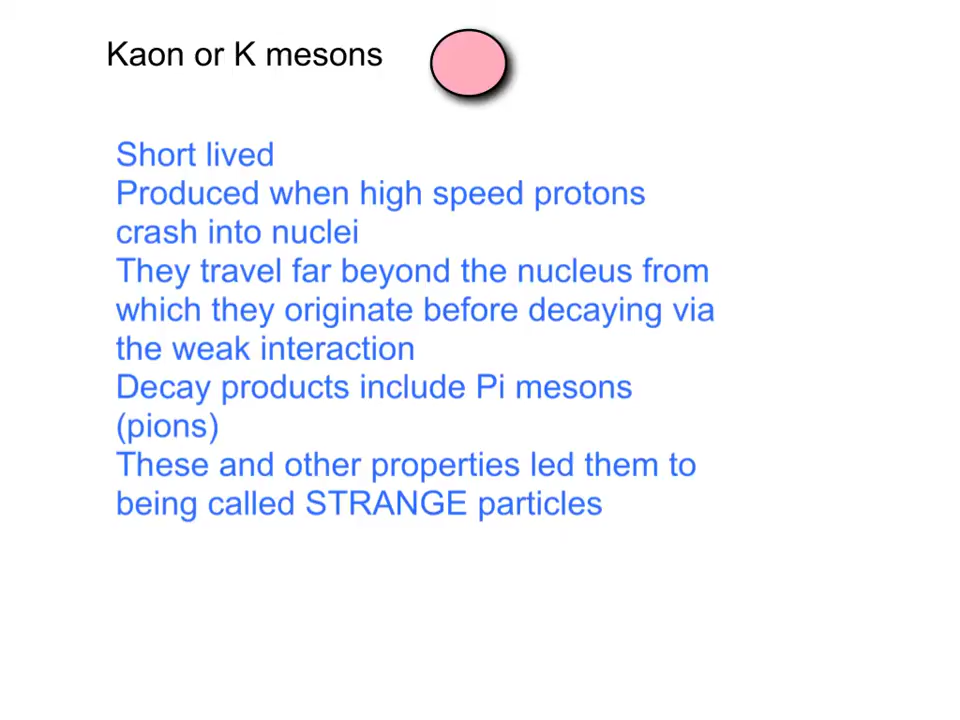 Kaon or K mesons
Short lived
Produced when high speed protons
crash into nuclei
They travel far beyond the nucleus from
which they originate before decaying via
the weak interaction
Decay products include Pi mesons
(pions)
These and other properties led them to
being called STRANGE particles